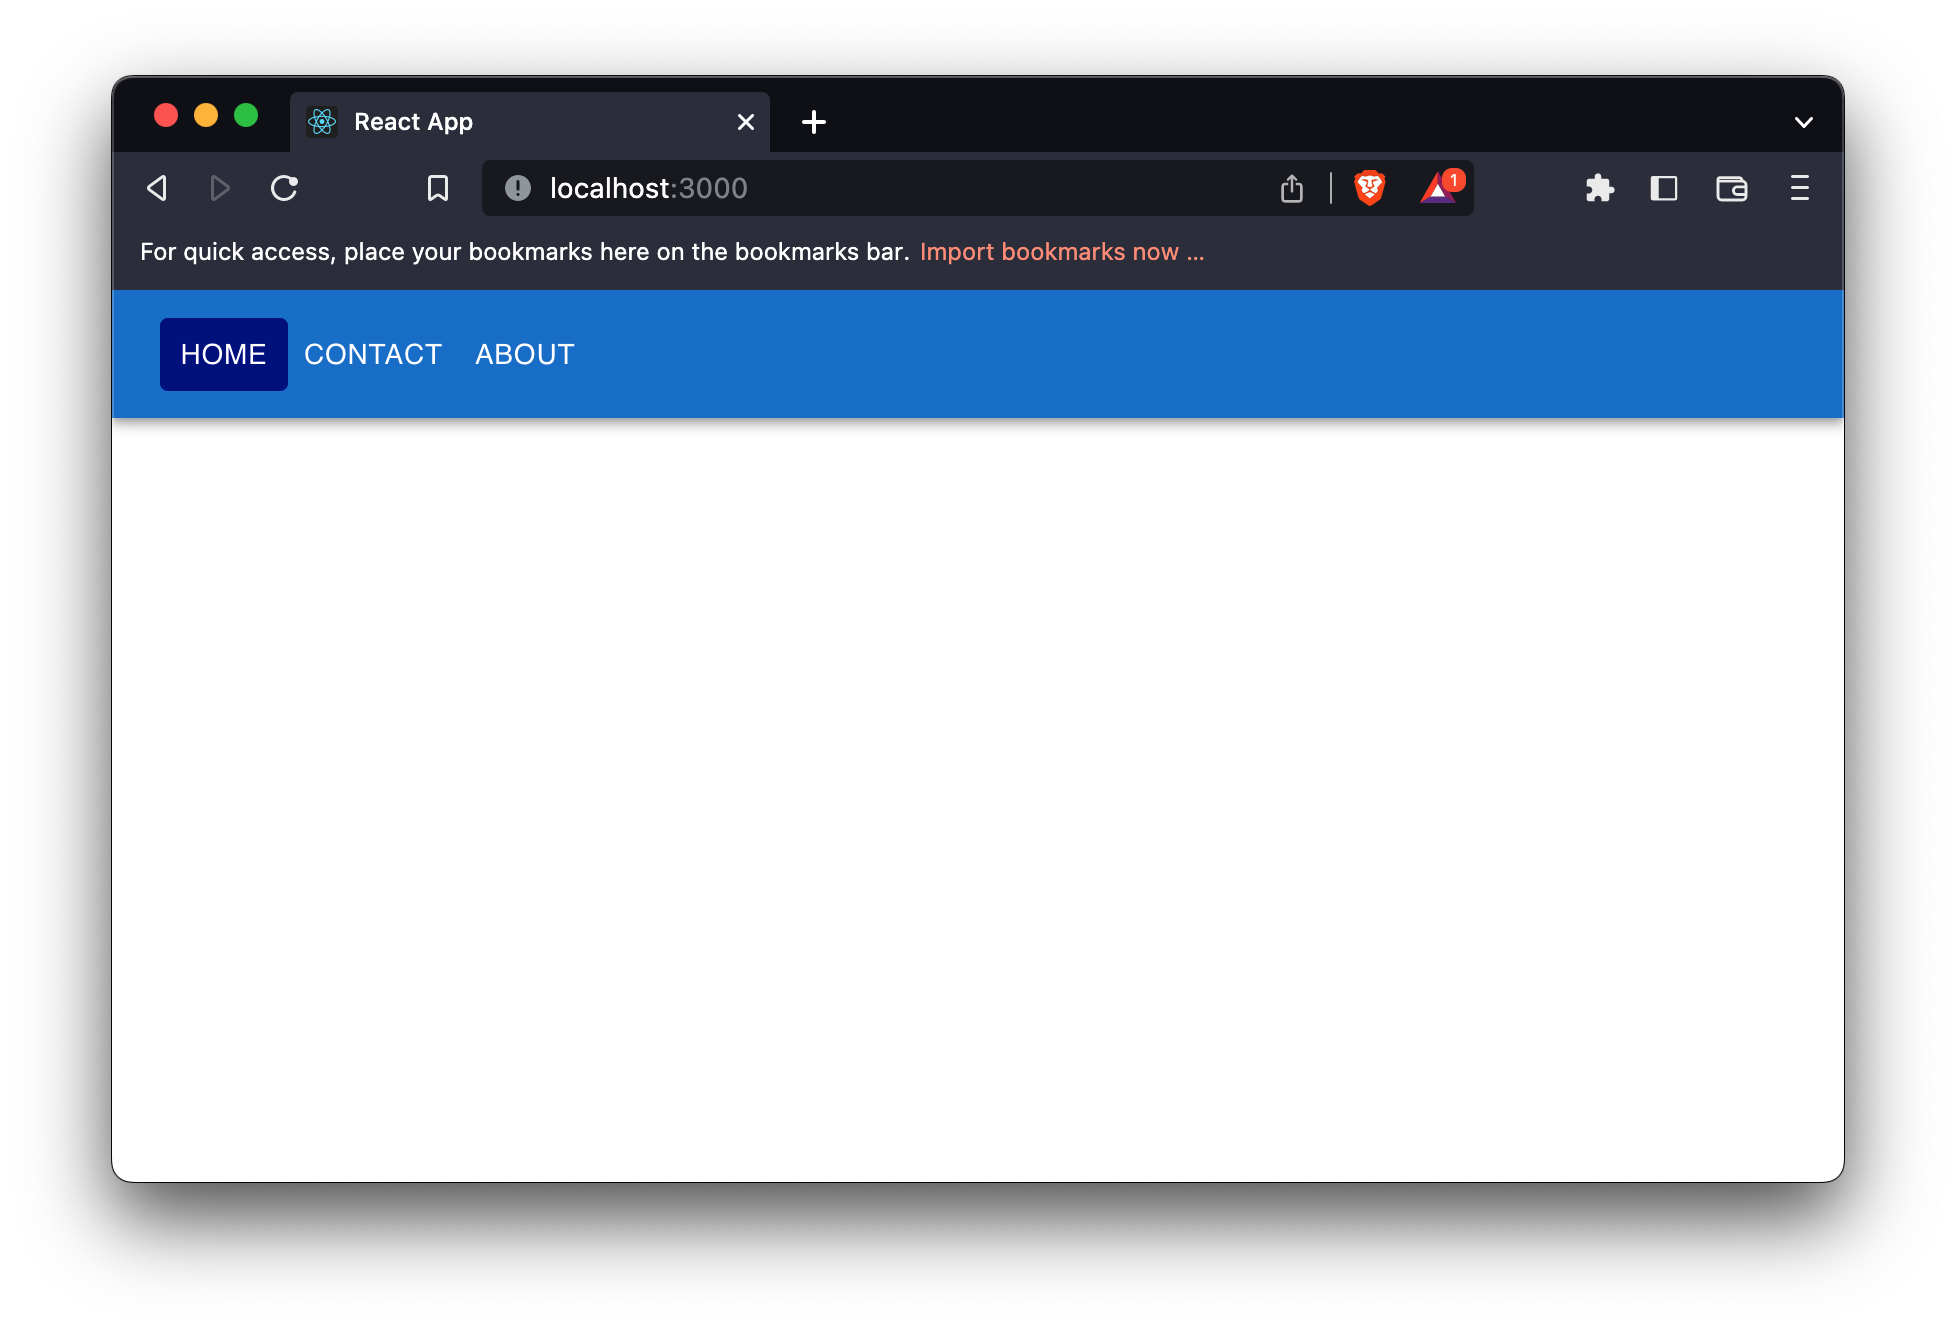 React App
localhost:3000
1
For quick access, place your bookmarks here on the bookmarks bar. Import bookmarks now ...
HOME CONTACT ABOUT